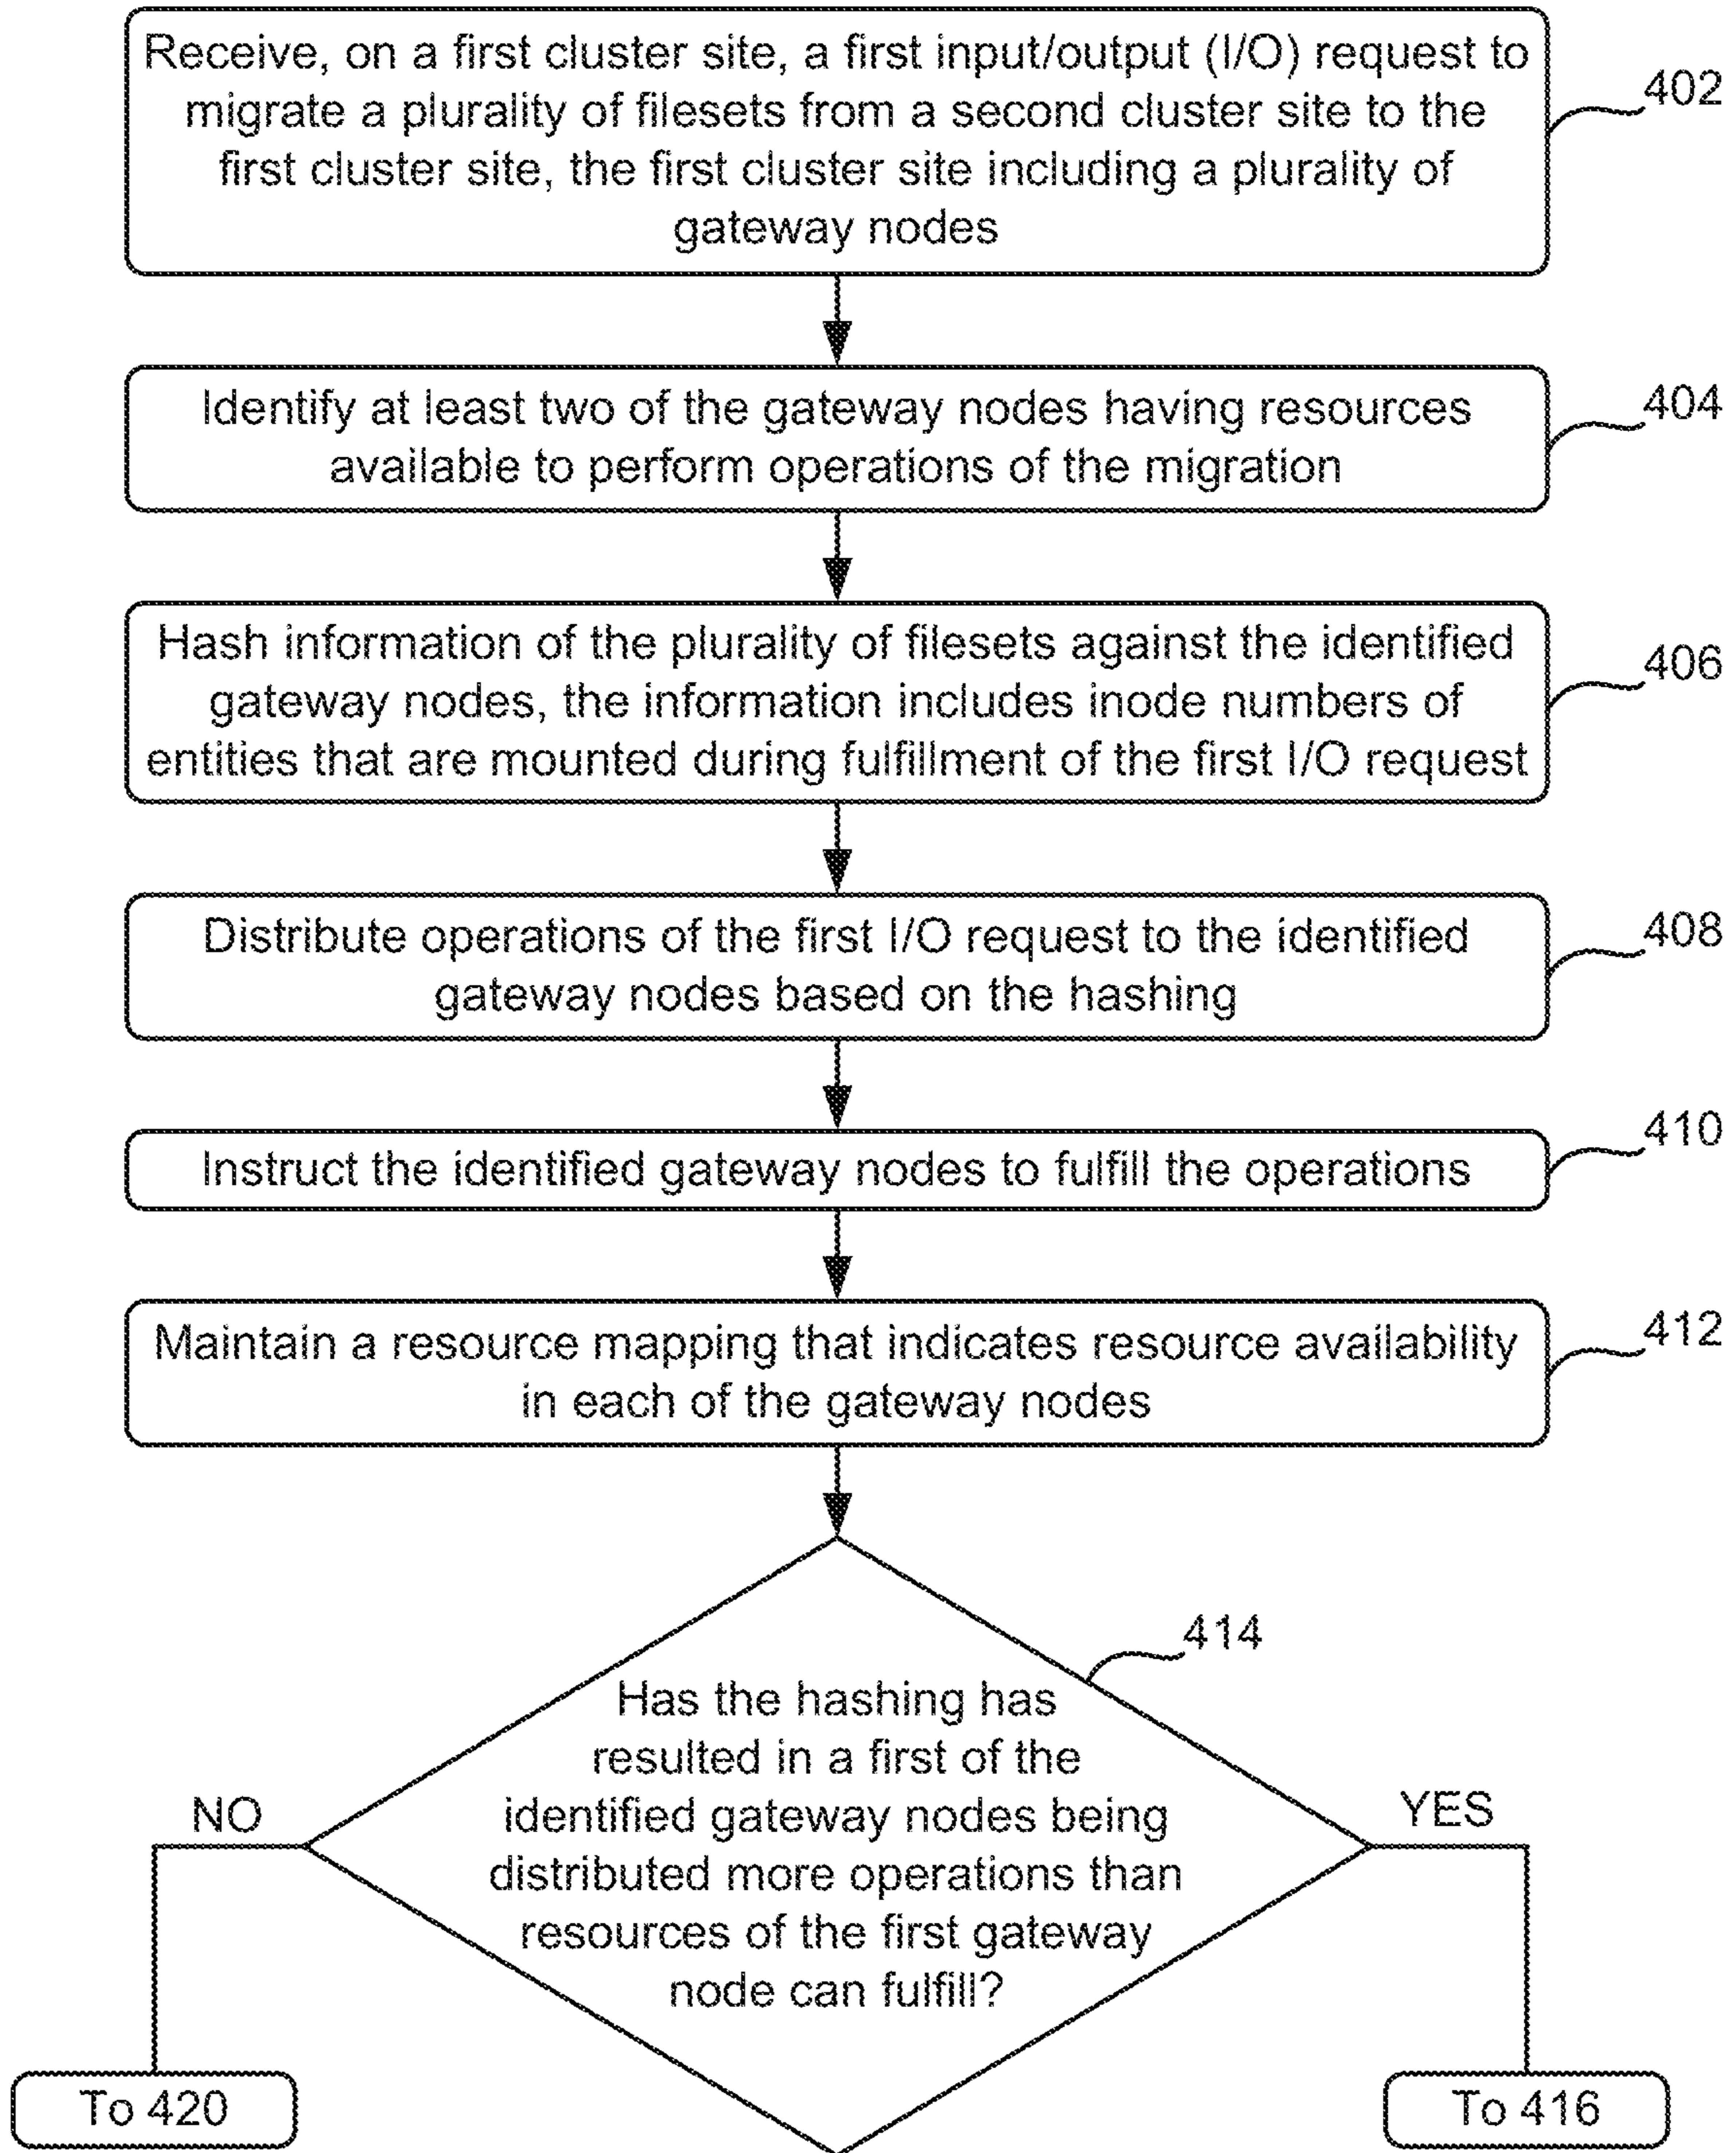 Receive, on a first cluster site, a first input/output (I/O) request to
migrate a plurality of filesets from a second cluster site to the
first cluster site, the first cluster site including a plurality of
gateway nodes
402
Identify at least two of the gateway nodes having resources
available to perform operations of the migration
404
Hash information of the plurality of filesets against the identified
gateway nodes, the information includes inode numbers of
entities that are mounted during fulfillment of the first I/O request
406
Distribute operations of the first I/O request to the identified
gateway nodes based on the hashing
408
Instruct the identified gateway nodes to fulfill the operations
410
Maintain a resource mapping that indicates resource availability
in each of the gateway nodes
412
414
Has the hashing has
resulted in a first of the
identified gateway nodes being
distributed more operations than
resources of the first gateway
node can fulfill?
NO
YES
To 420
To 416